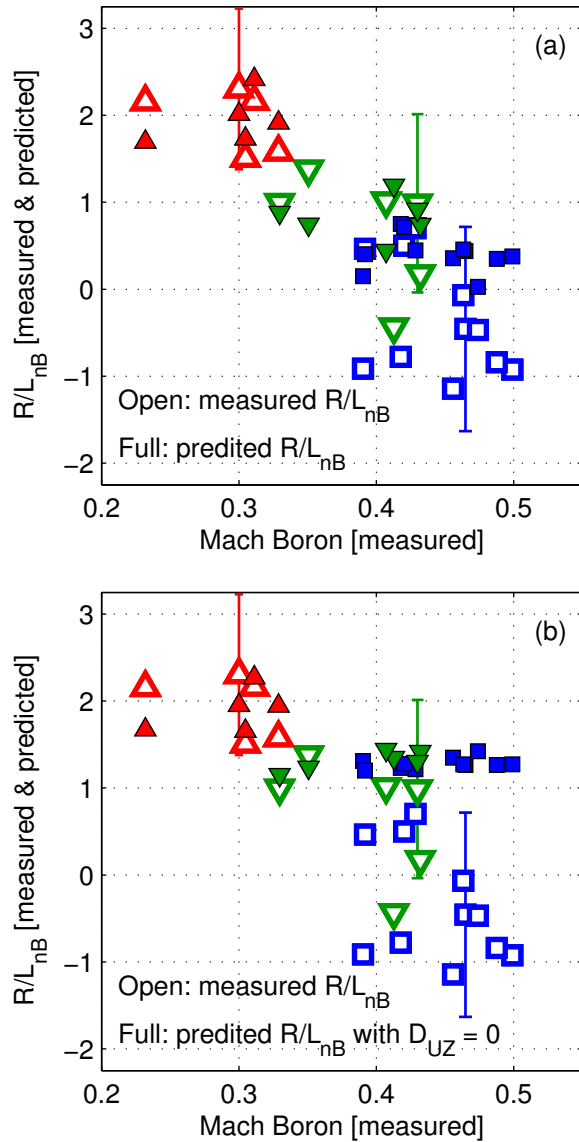 (a)
3
2
1
0
−1
−2
R/L_nB [measured & predicted]
Open: measured R/L_nB
Full: predited R/L_nB
0.2 0.3 0.4 0.5
Mach Boron [measured]
(b)
3
2
1
0
−1
−2
R/L_nB [measured & predicted]
Open: measured R/L_nB
Full: predited R/L_nB with D_UZ = 0
0.2 0.3 0.4 0.5
Mach Boron [measured]